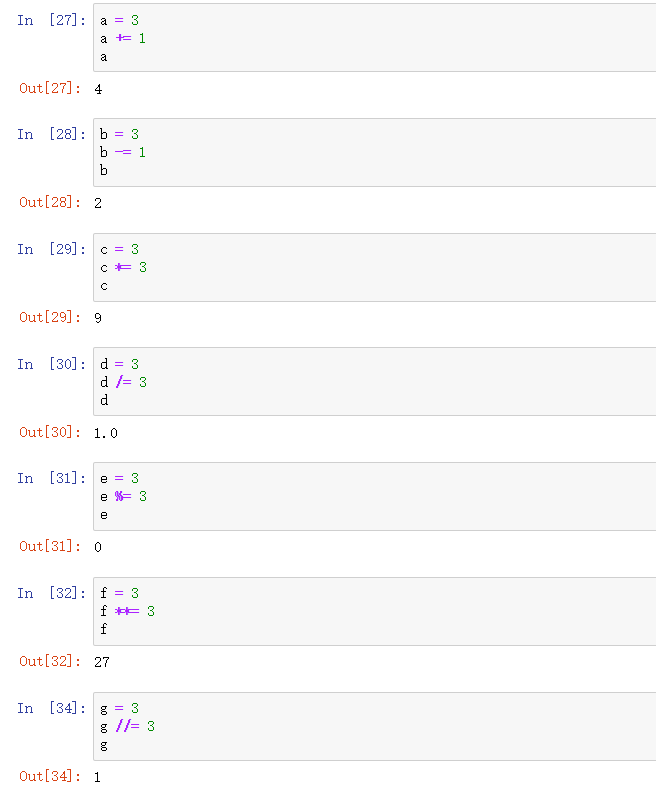 In [27]: a = 3
a += 1
a
Out[27]: 4
In [28]: b = 3
b -= 1
b
Out[28]: 2
In [29]: c = 3
c *= 3
c
Out[29]: 9
In [30]: d = 3
d /= 3
d
Out[30]: 1.0
In [31]: e = 3
e %= 3
e
Out[31]: 0
In [32]: f = 3
f **= 3
f
Out[32]: 27
In [34]: g = 3
g //= 3
g
Out[34]: 1